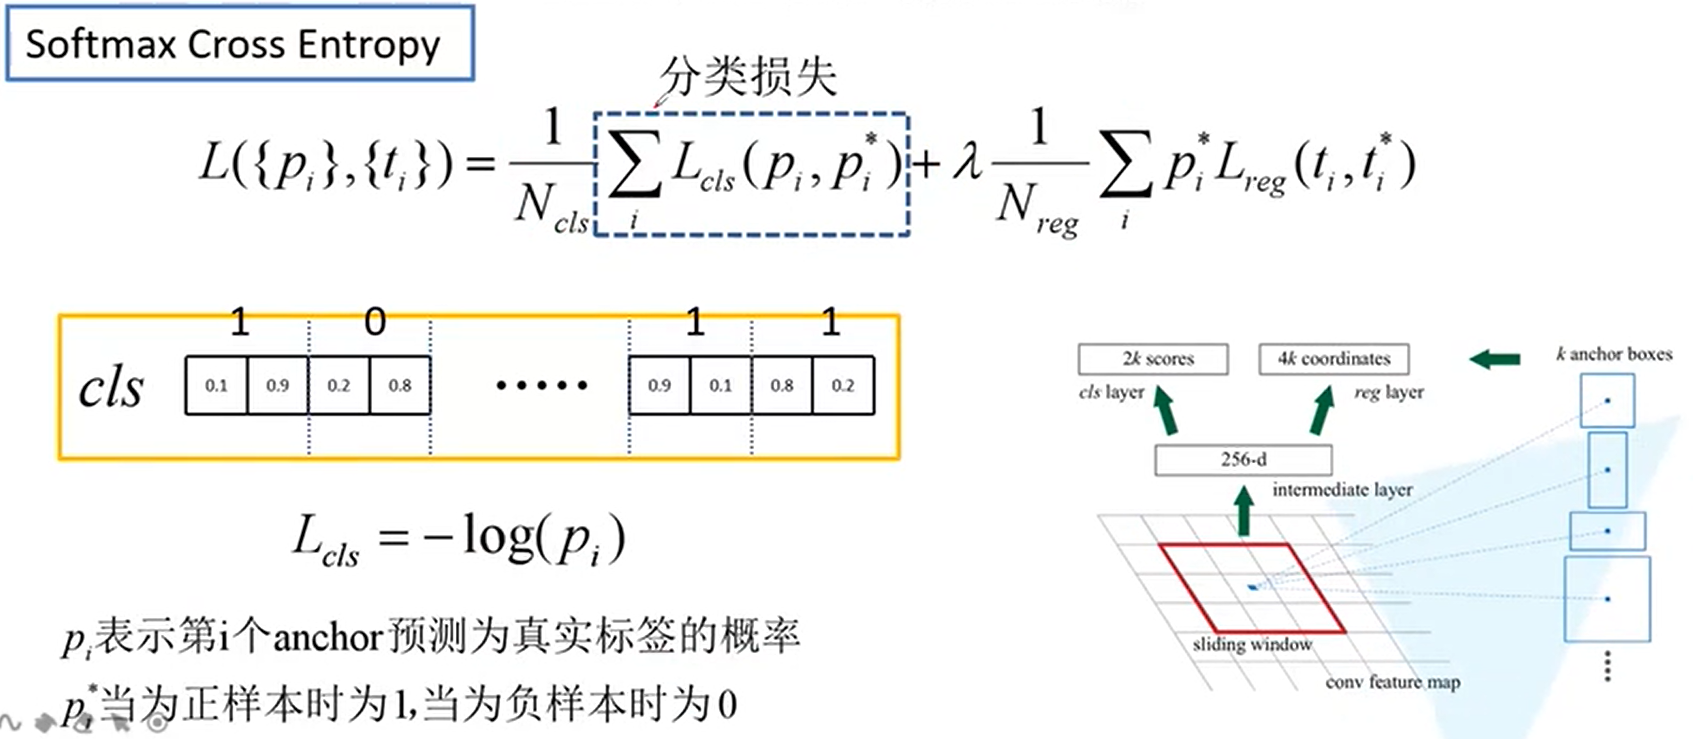 Softmax Cross Entropy
分类损失
L({p_i},{t_i}) = \frac{1}{N_{cls}} \sum_i L_{cls}(p_i, p_i^*) + λ \frac{1}{N_{reg}} \sum_i p_i^* L_{reg}(t_i, t_i^*)
1 0 1 1
cls 0.1 0.9 0.2 0.8 ····· 0.9 0.1 0.8 0.2
L_{cls} = −log(p_i)
p_i表示第i个anchor预测为真实标签的概率
p_i^*当为正样本时为1,当为负样本时为0
2k scores
4k coordinates
k anchor boxes
cls layer
reg layer
256-d
intermediate layer
sliding window
conv feature map